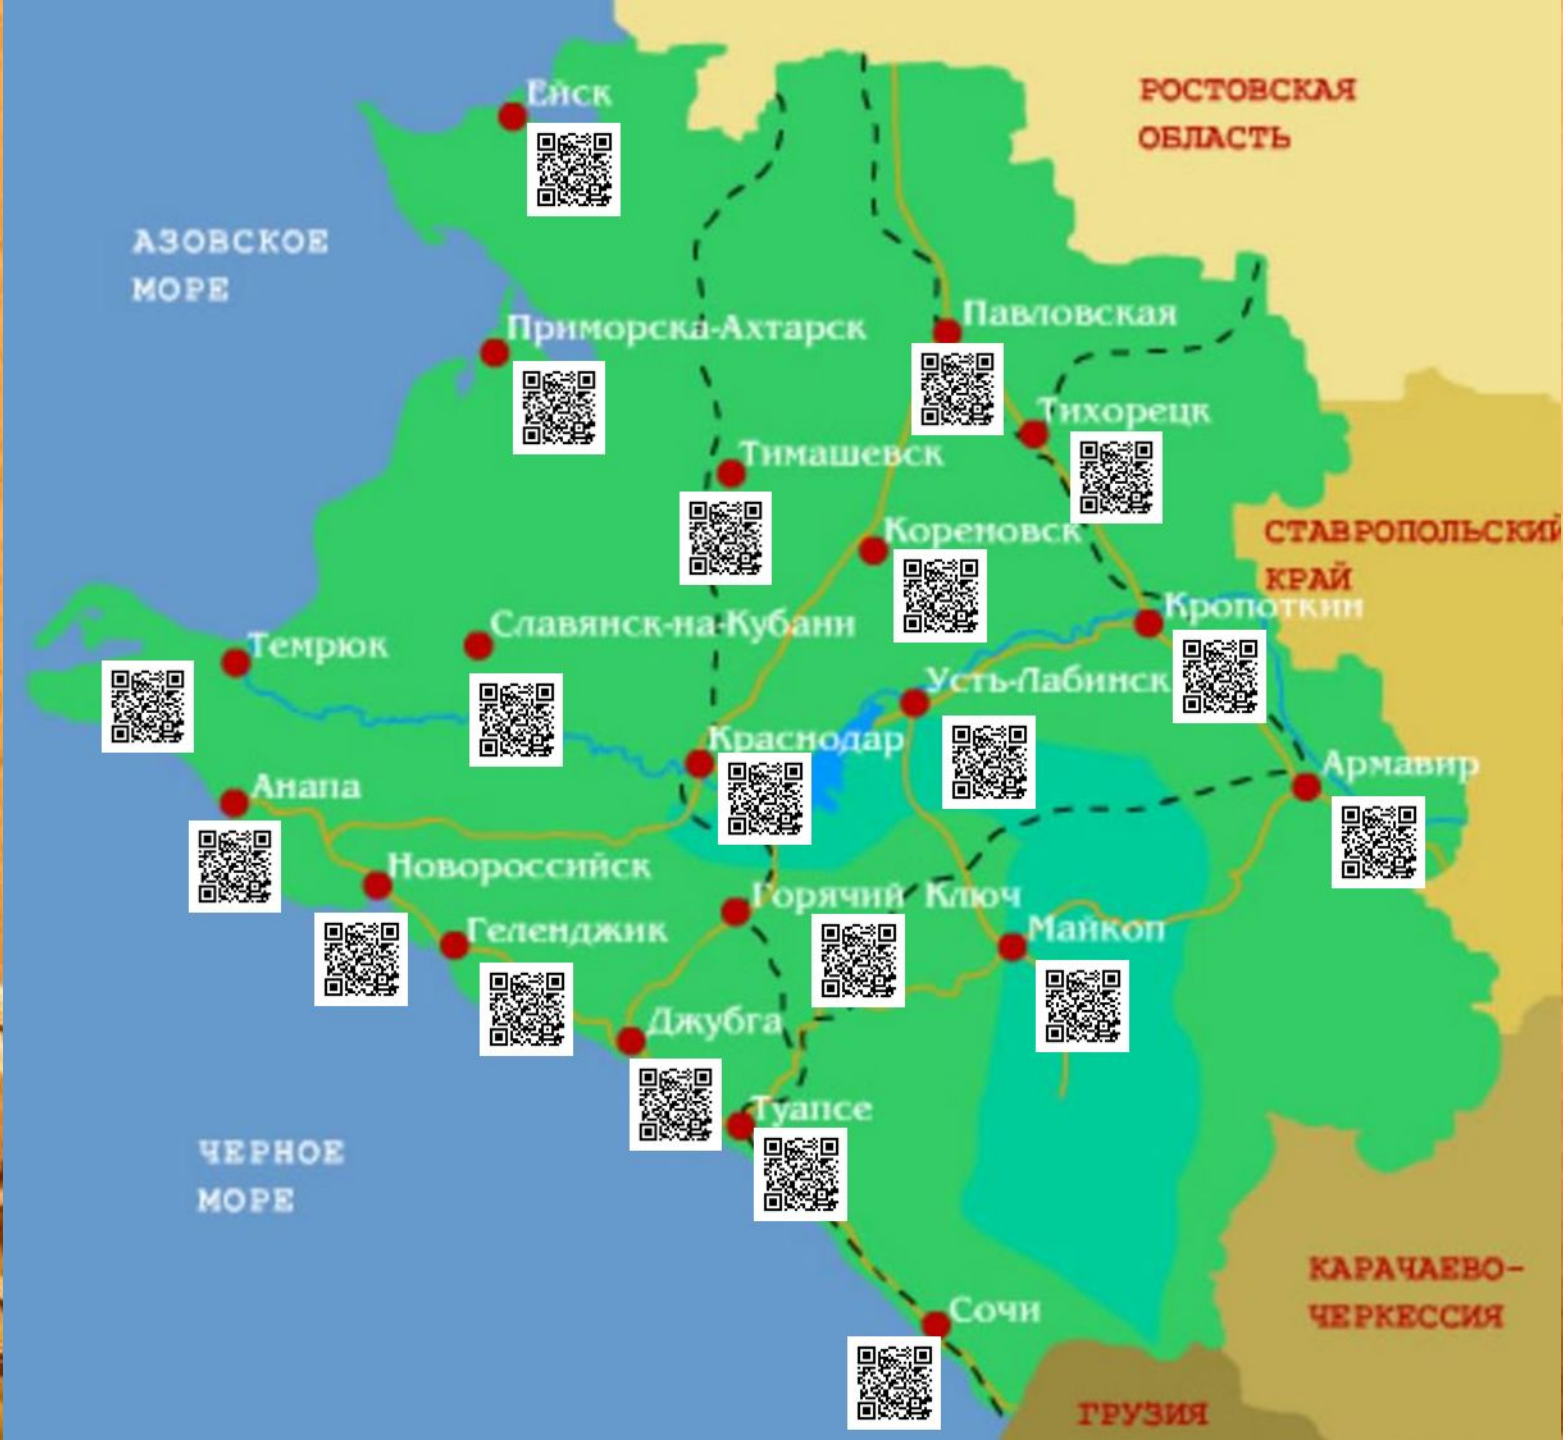 Ейск
РОСТОВСКАЯ
ОБЛАСТЬ
АЗОВСКОЕ
МОРЕ
Приморска-Ахтарск
Павловская
Тихорецк
Тимашевск
Кореновск
СТАВРОПОЛЬСКИЙ
КРАЙ
Кропоткин
Славянск-на-Кубани
Темрюк
Усть-Лабинск
Краснодар
Армавир
Анапа
Новороссийск
Горячий Ключ
Геленджик
Майкоп
Джубга
Туапсе
ЧЕРНОЕ
МОРЕ
КАРАЧАЕВО-
ЧЕРКЕССИЯ
Сочи
ГРУЗИЯ